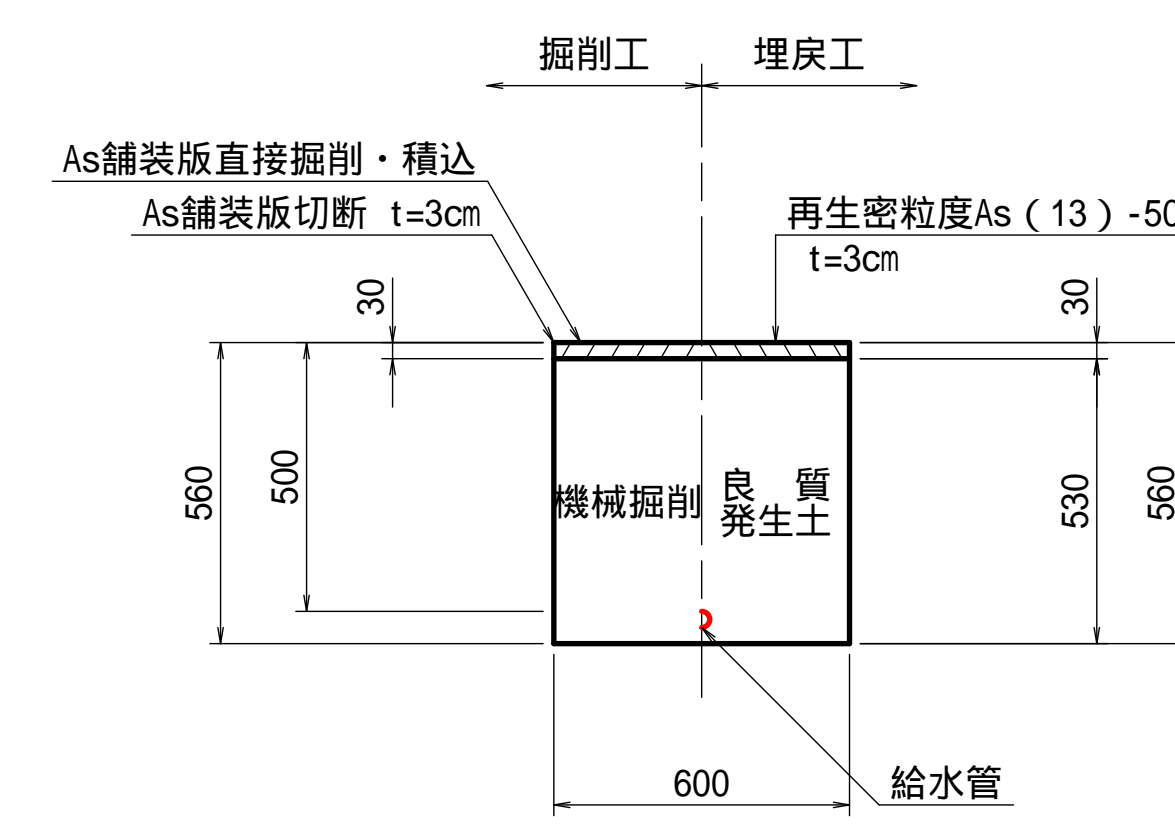 掘削工
埋戻工
As舗装版直接掘削・積込
As舗装版切断 t=3cm
再生密粒度As（13）-50
t=3cm
30
30
560
500
機械掘削
良 質
発生土
530
560
600
給水管